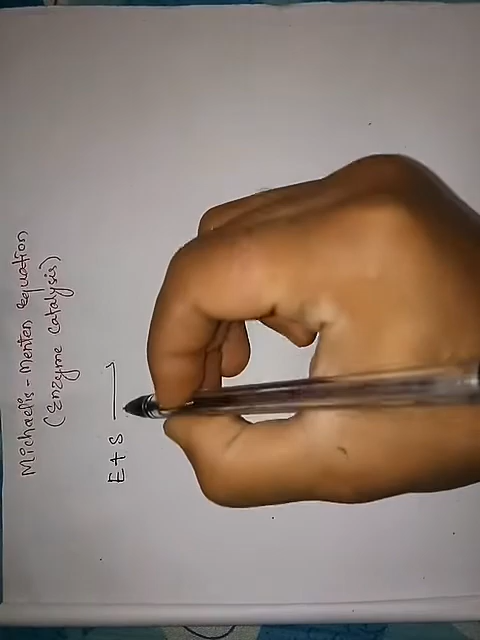 Michaelis - Menten Equation
(Enzyme Catalysis)
E + S ⇀